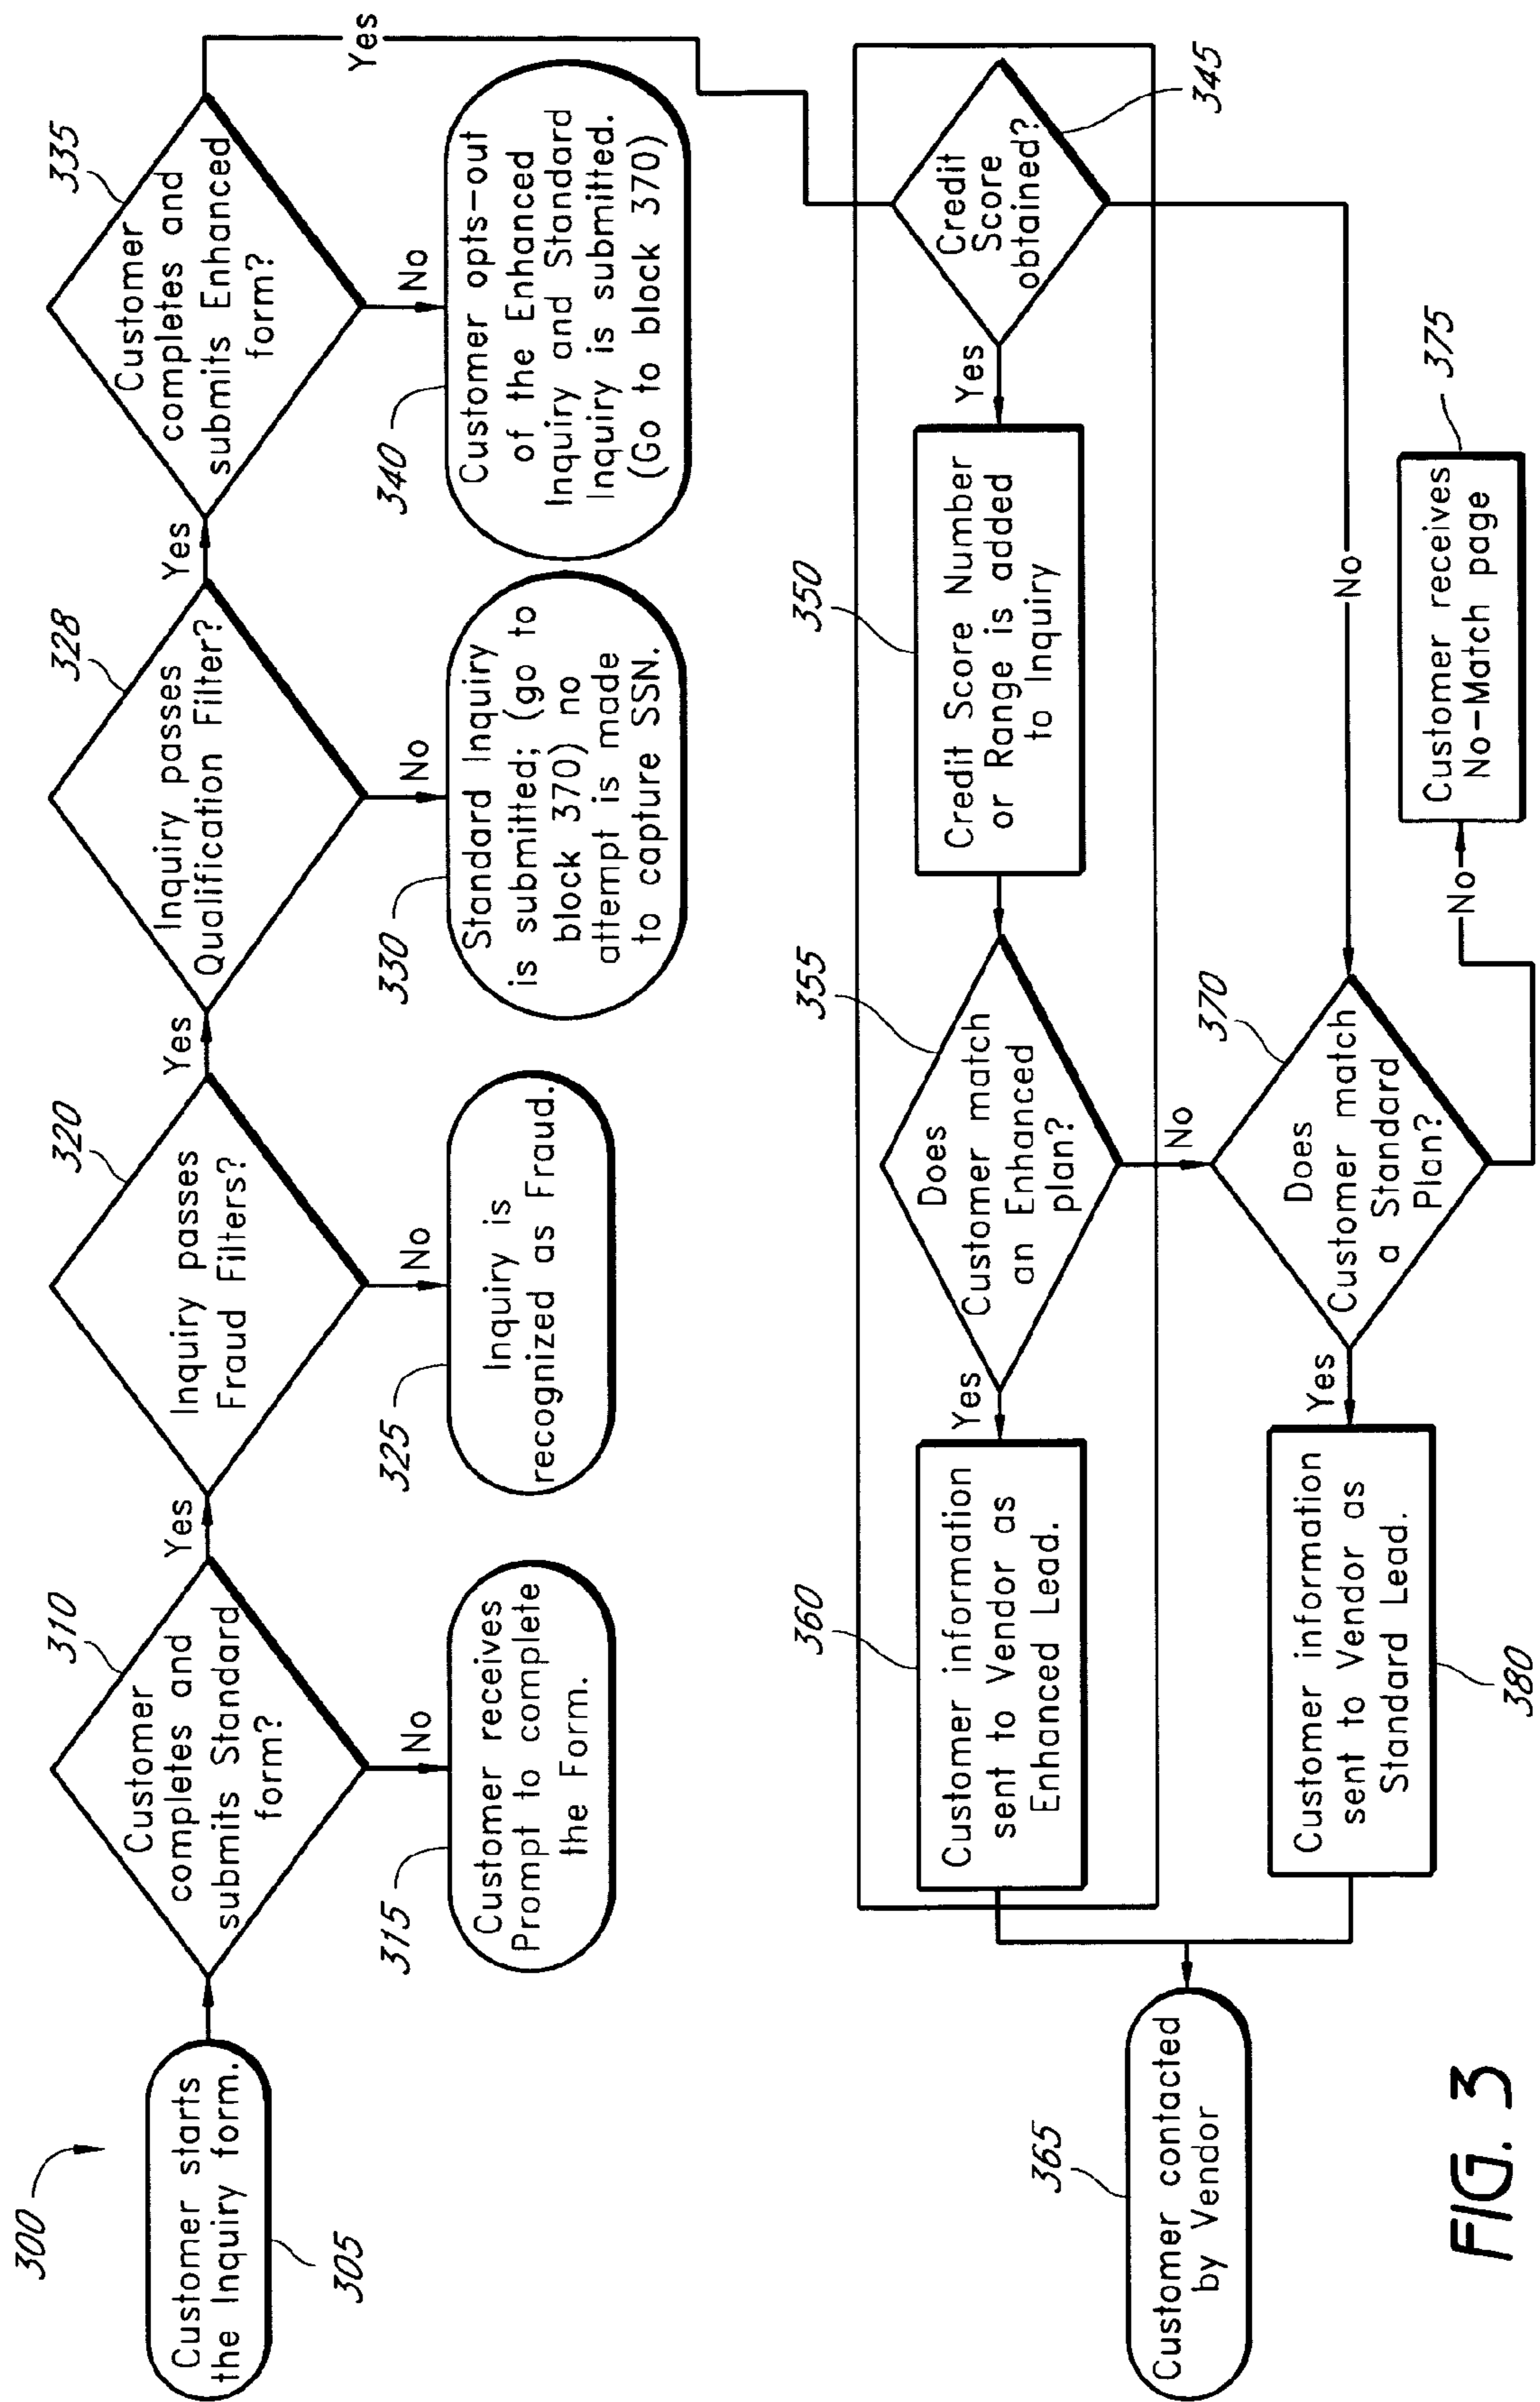 300
Customer starts
the Inquiry form.
305
310
Customer
completes and
submits Standard
form?
Yes
No
315
Customer receives
Prompt to complete
the Form.
320
Inquiry passes
Fraud Filters?
Yes
No
325
Inquiry is
recognized as Fraud.
328
Inquiry passes
Qualification Filter?
Yes
No
330
Standard Inquiry
is submitted; (go to
block 370) no
attempt is made
to capture SSN.
335
Customer
completes and
submits Enhanced
form?
Yes
No
340
Customer opts-out
of the Enhanced
Inquiry and Standard
Inquiry is submitted.
(Go to block 370)
Credit
Score
obtained?
345
Yes
No
350
Credit Score Number
or Range is added
to Inquiry
355
Does
Customer match
an Enhanced
plan?
Yes
No
360
Customer information
sent to Vendor as
Enhanced Lead.
365
Customer contacted
by Vendor
370
Does
Customer match
a Standard
Plan?
Yes
No
375
Customer receives
No-Match page
Customer information
sent to Vendor as
Standard Lead.
380
FIG. 3